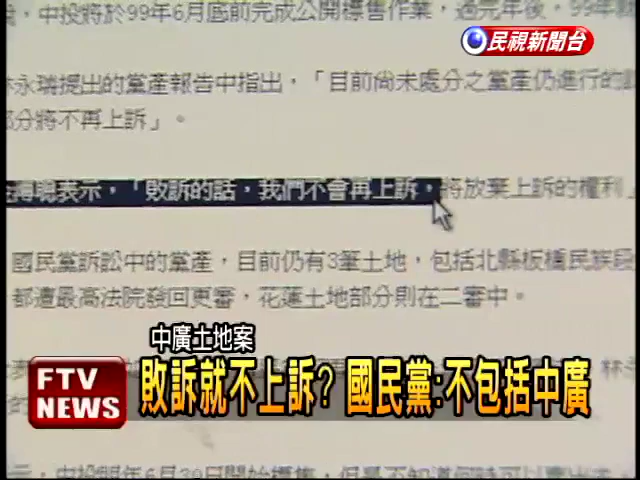 中投將於99年6月底前完成公開標售作業,過完年後,99年
民視新聞台
林永瑞提出的黨產報告中指出,「目前尚未處分之黨產仍進行的
部分將不再上訴」。
表示,「敗訴的話,我們不會再上訴,將放棄上訴的權利」
國民黨訴訟中的黨產,目前仍有3筆土地,包括北縣板橋民族段
都遭最高法院發回更審,花蓮土地部分則在二審中。
中廣土地案
敗訴就不上訴?國民黨:不包括中廣
FTV
NEWS